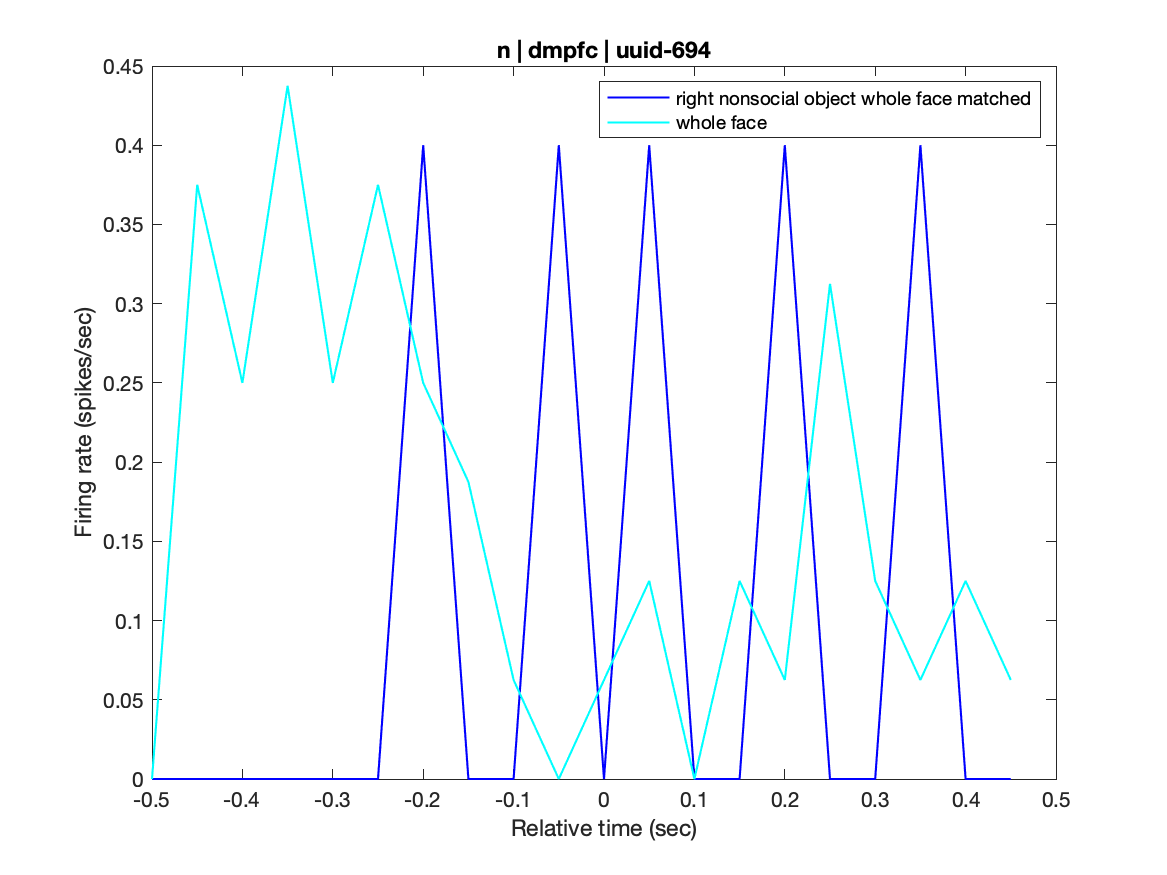 n | dmpfc | uuid-694
right nonsocial object whole face matched
whole face
Firing rate (spikes/sec)
0.45
0.4
0.35
0.3
0.25
0.2
0.15
0.1
0.05
0
-0.5 -0.4 -0.3 -0.2 -0.1 0 0.1 0.2 0.3 0.4 0.5
Relative time (sec)